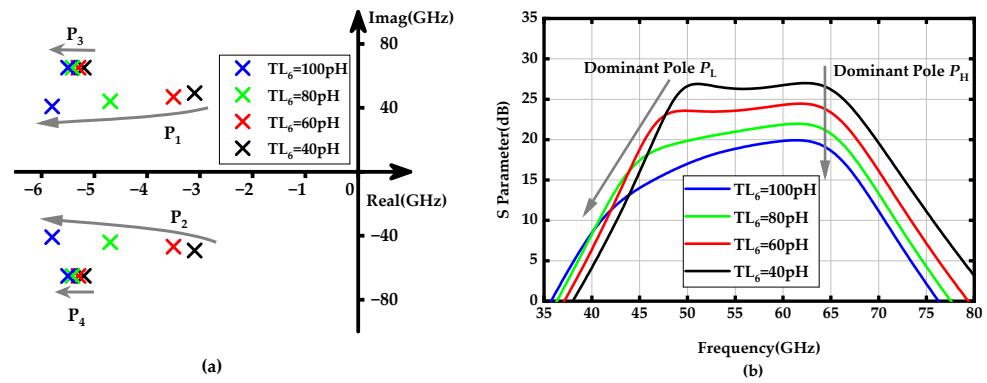 Imag(GHz)
P3
80
TL6=100pH
TL6=80pH
TL6=60pH
TL6=40pH
40
P1
−6 −5 −4 −3 −2 −1 0
Real(GHz)
P2
−40
−80
P4
(a)
S Parameter(dB)
35
30
25
20
15
10
5
0
Dominant Pole PL
Dominant Pole PH
TL6=100pH
TL6=80pH
TL6=60pH
TL6=40pH
35 40 45 50 55 60 65 70 75 80
Frequency(GHz)
(b)